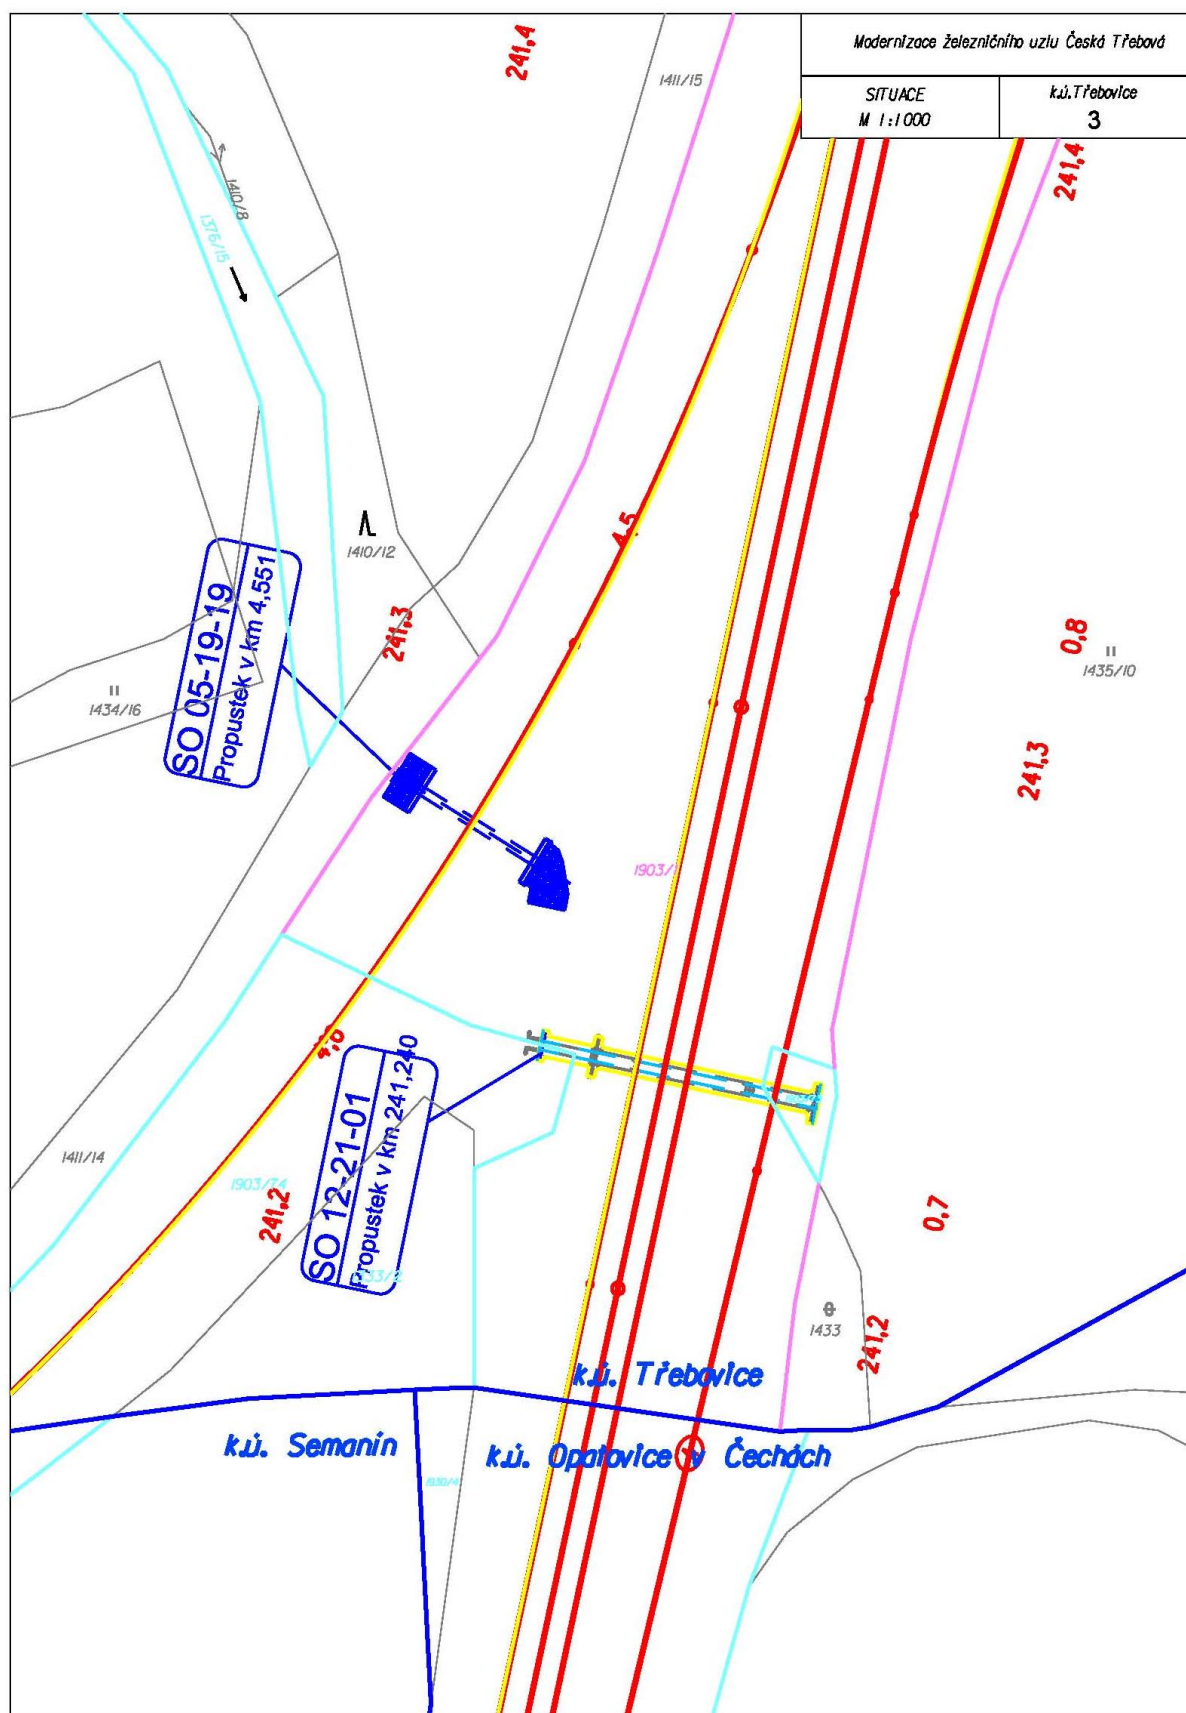 Modernizace železničního uzlu Česká Třebová
SITUACE
M 1:1000
k.ú.Třebovice
3
241,4
1411/15
241,4
1410/8
1376/15
4,5
1410/12
241,3
SO 05-19-19
Propustek v km 4,551
II
1434/16
0,8
II
1435/10
241,3
1903/1
SO 12-21-01
Propustek v km 241,240
1411/14
1903/74
241,2
0,7
1433
241,2
k.ú. Třebovice
k.ú. Semanín
k.ú. Opatovice v Čechách